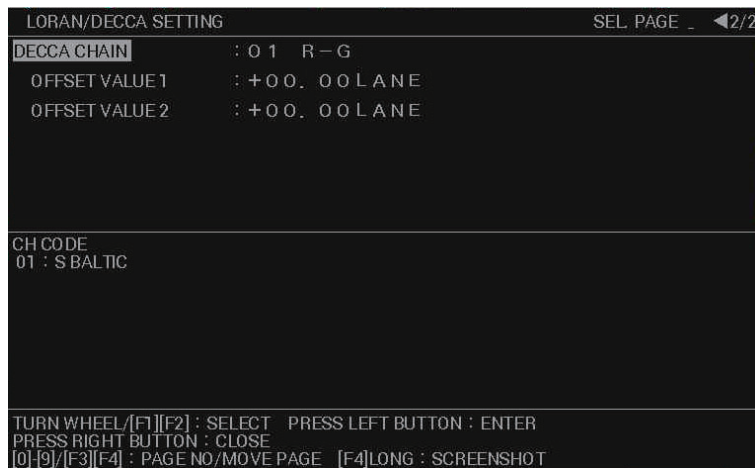 LORAN/DECCA SETTING SEL. PAGE _ ◀2/2
DECCA CHAIN : 01 R-G
OFFSET VALUE 1 : +00.00LANE
OFFSET VALUE 2 : +00.00LANE
CH CODE
01 : S BALTIC
TURN WHEEL/[F1][F2] : SELECT PRESS LEFT BUTTON : ENTER
PRESS RIGHT BUTTON : CLOSE
[0]-[9]/[F3][F4] : PAGE NO/MOVE PAGE [F4]LONG : SCREENSHOT